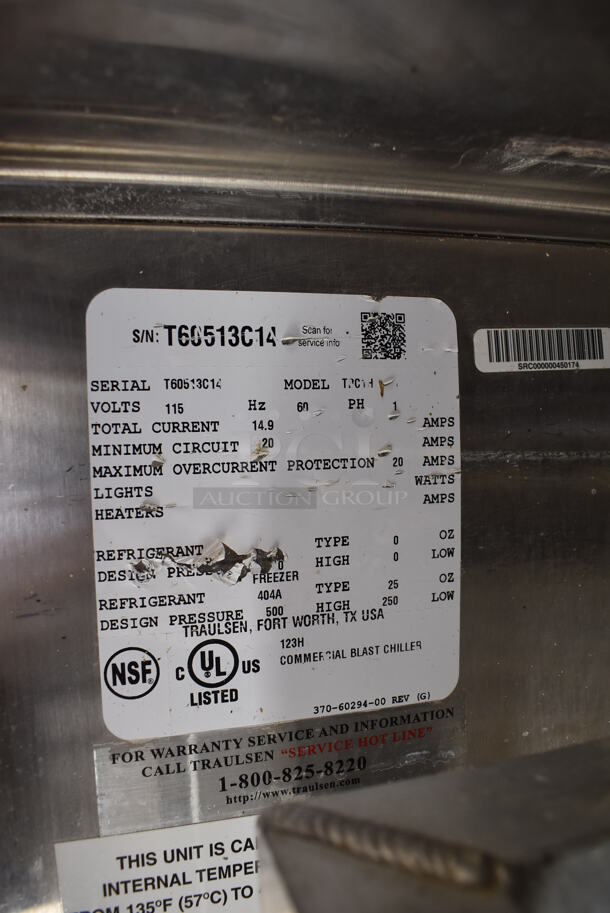 S/N: T60513C14
Scan for
service info
SRC000000450174
SERIAL T60513C14 MODEL
VOLTS 115 Hz 60 PH 1
TOTAL CURRENT 14.9 AMPS
MINIMUM CIRCUIT 20 AMPS
MAXIMUM OVERCURRENT PROTECTION 20 AMPS
LIGHTS WATTS
HEATERS AMPS
AUCTION GROUP
REFRIGERANT TYPE 0 OZ
DESIGN 0 HIGH 0 LOW
FREEZER
REFRIGERANT 404A TYPE 25 OZ
DESIGN PRESSURE 500 HIGH 250 LOW
TRAULSEN, FORT WORTH, TX USA
123H
COMMERCIAL BLAST CHILLER
NSF
C UL US
LISTED
370-60294-00 REV (G)
FOR WARRANTY SERVICE AND INFORMATION
CALL TRAULSEN "SERVICE HOT LINE"
1-800-825-8220
http://www.traulsen.com
THIS UNIT IS
INTERNAL
135°F (57°C) TO